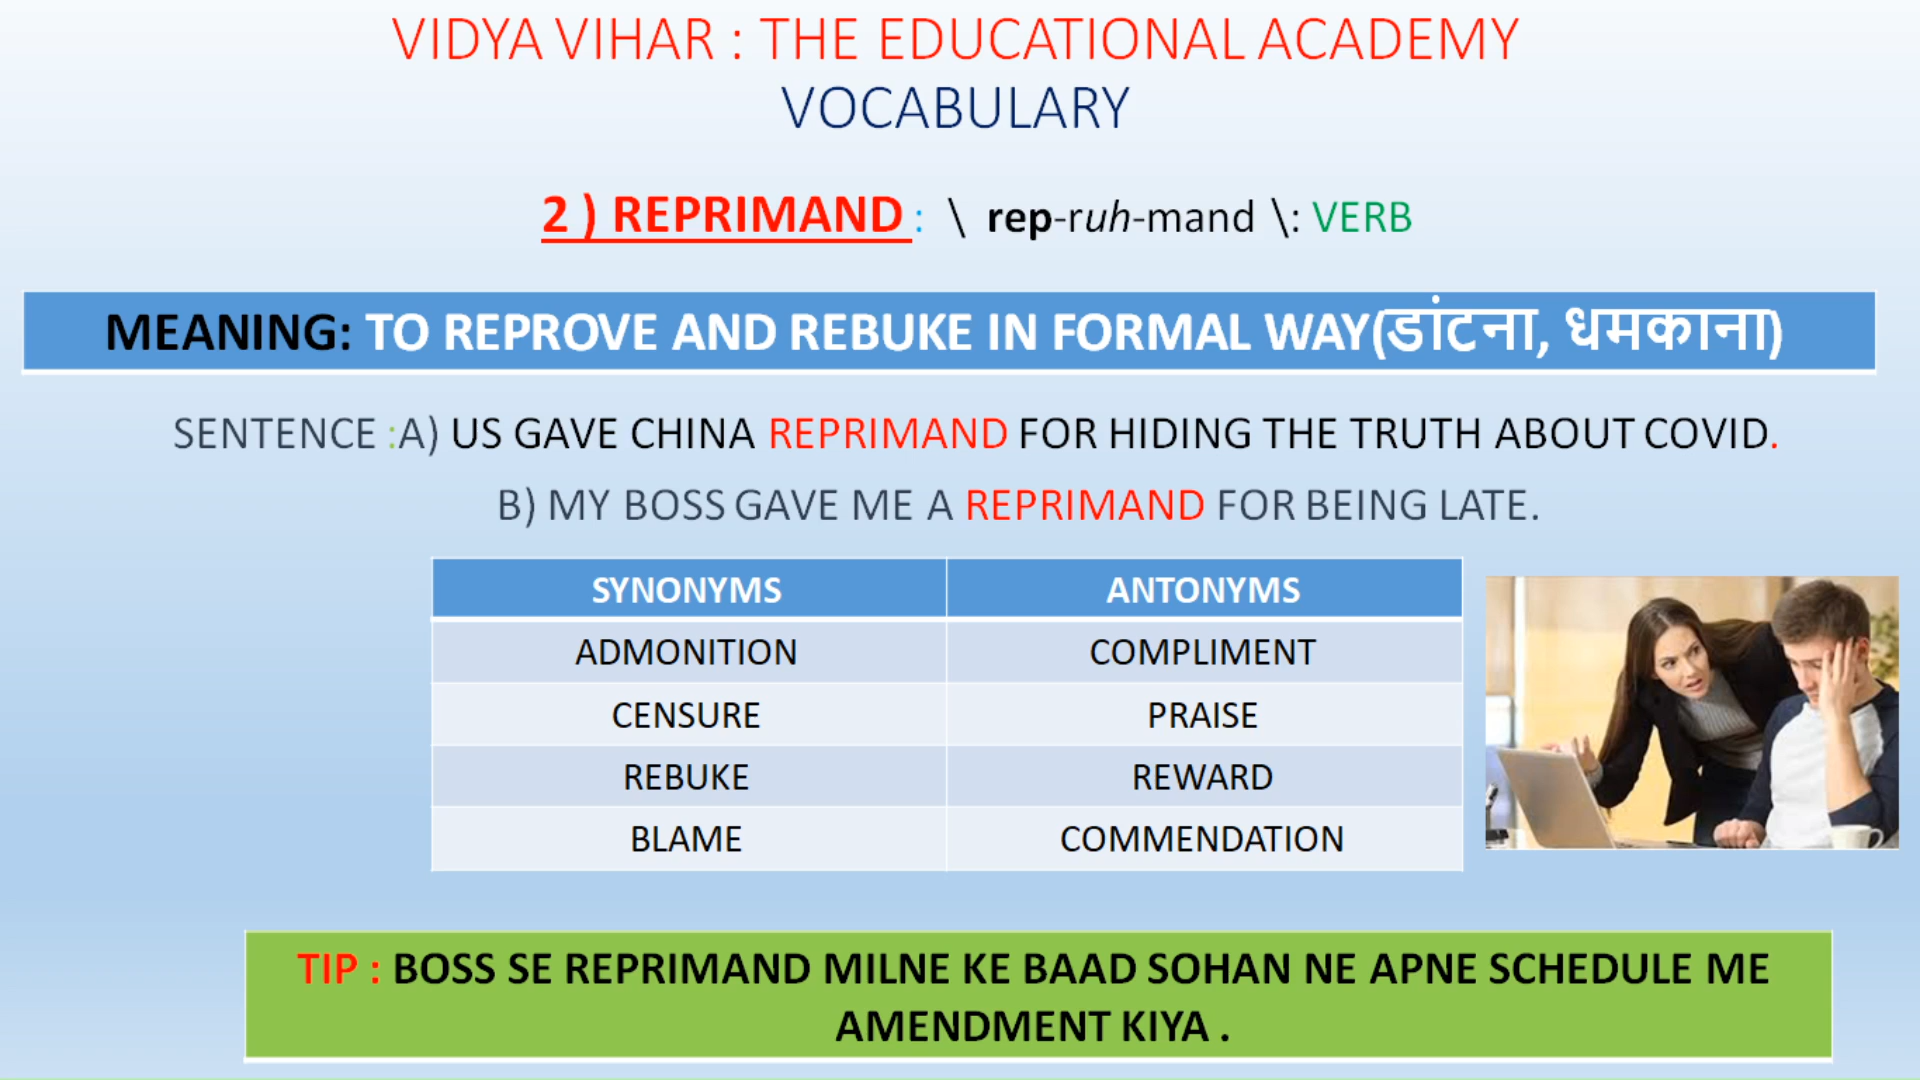 VIDYA VIHAR : THE EDUCATIONAL ACADEMY
VOCABULARY
2 ) REPRIMAND : \ rep-ruh-mand \: VERB
MEANING: TO REPROVE AND REBUKE IN FORMAL WAY(डांटना, धमकाना)
SENTENCE :A) US GAVE CHINA REPRIMAND FOR HIDING THE TRUTH ABOUT COVID.
B) MY BOSS GAVE ME A REPRIMAND FOR BEING LATE.
SYNONYMS ANTONYMS
ADMONITION COMPLIMENT
CENSURE PRAISE
REBUKE REWARD
BLAME COMMENDATION
TIP : BOSS SE REPRIMAND MILNE KE BAAD SOHAN NE APNE SCHEDULE ME
AMENDMENT KIYA .